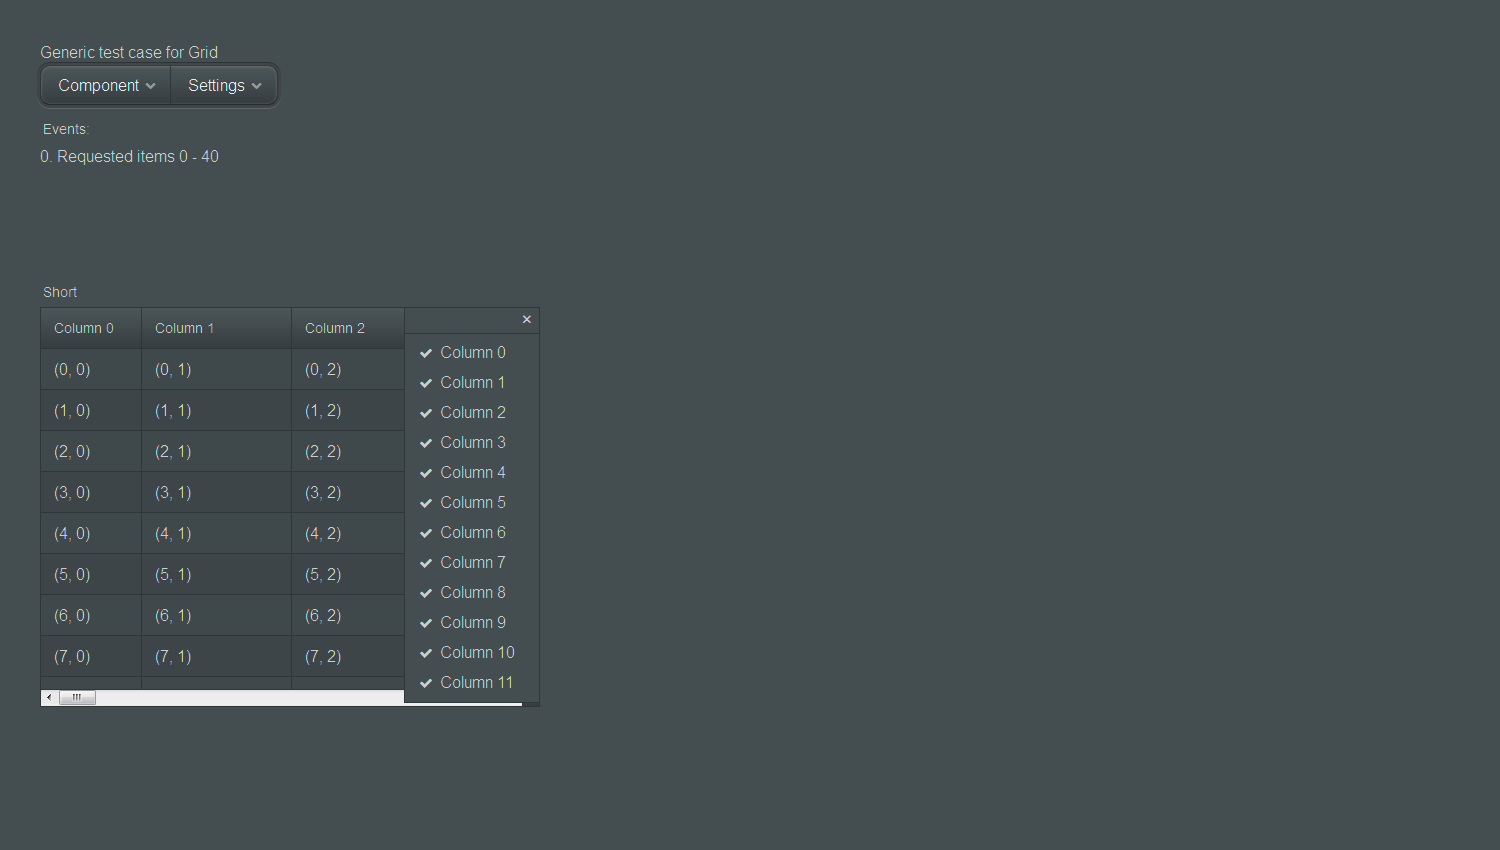 Generic test case for Grid
Component Settings
Events:
0. Requested items 0 - 40
Short
Column 0 Column 1 Column 2
(0, 0) (0, 1) (0, 2)
(1, 0) (1, 1) (1, 2)
(2, 0) (2, 1) (2, 2)
(3, 0) (3, 1) (3, 2)
(4, 0) (4, 1) (4, 2)
(5, 0) (5, 1) (5, 2)
(6, 0) (6, 1) (6, 2)
(7, 0) (7, 1) (7, 2)
Column 0
Column 1
Column 2
Column 3
Column 4
Column 5
Column 6
Column 7
Column 8
Column 9
Column 10
Column 11